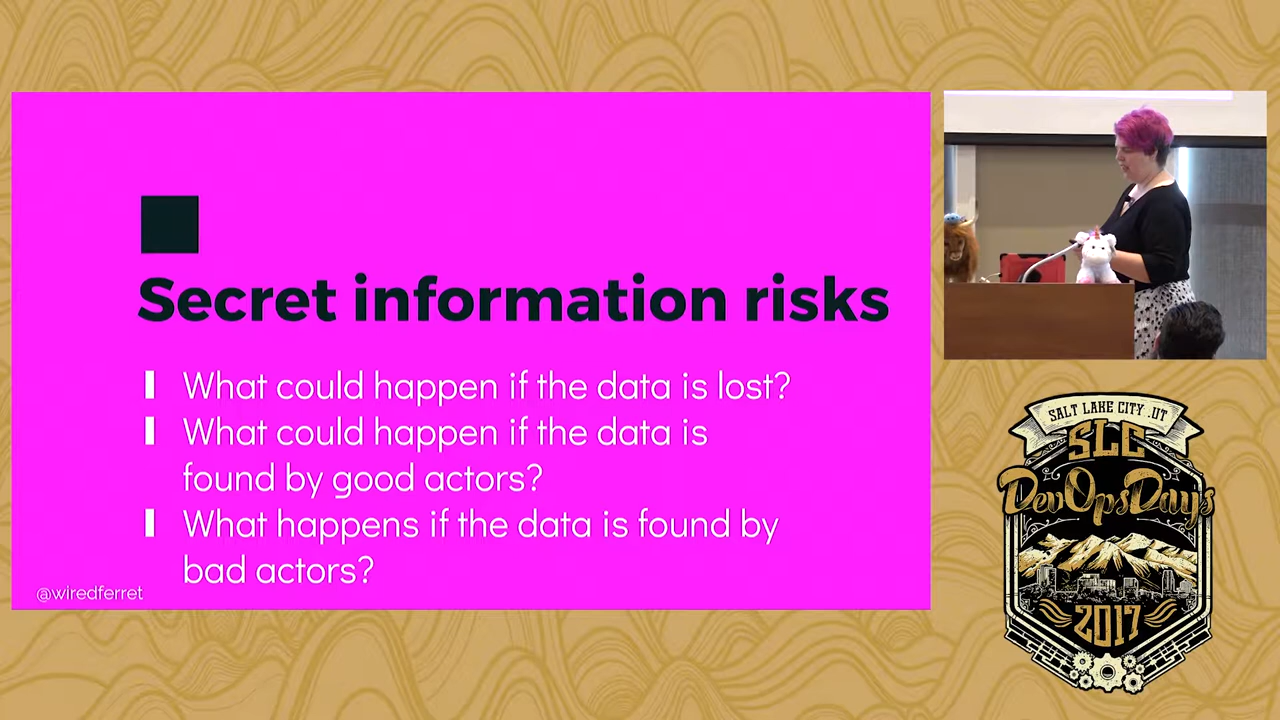 Secret information risks
What could happen if the data is lost?
What could happen if the data is
found by good actors?
What happens if the data is found by
bad actors?
@wiredferret
SALT LAKE CITY .UT
SLC
DevOpsDays
2017